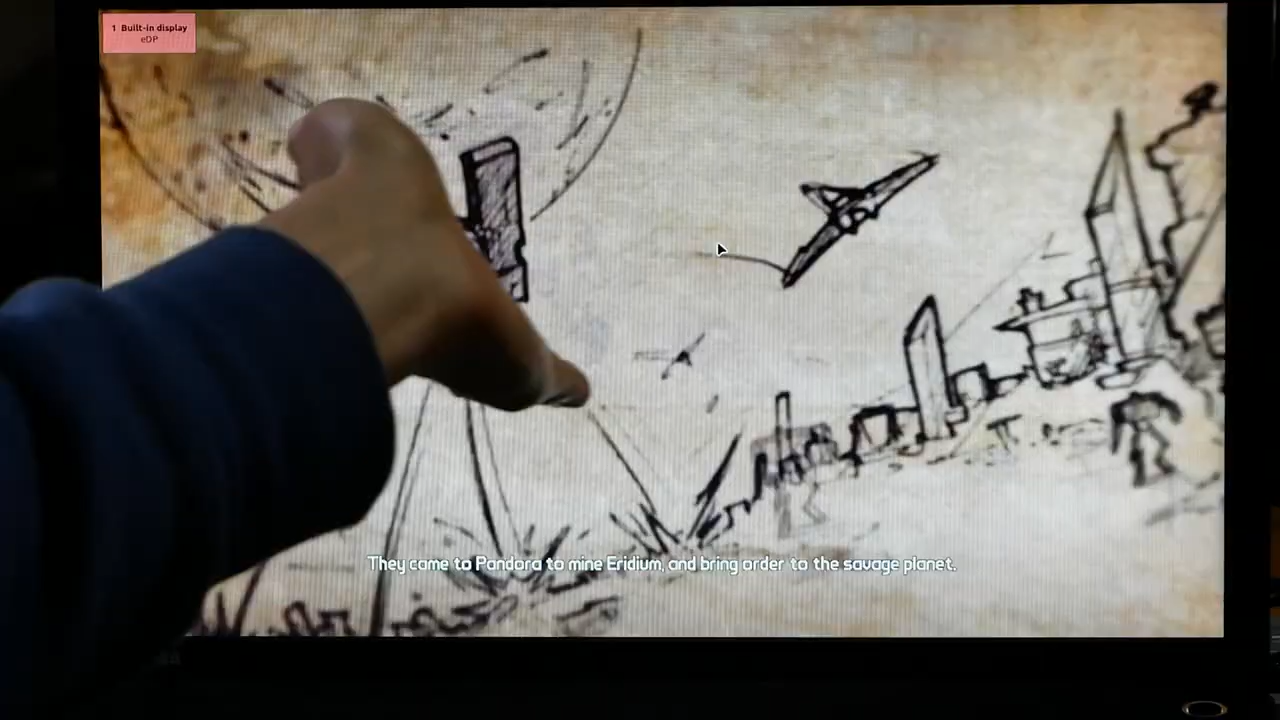 1 Built-in display
eDP
They came to Pandora to mine Eridium, and bring order to the savage planet.